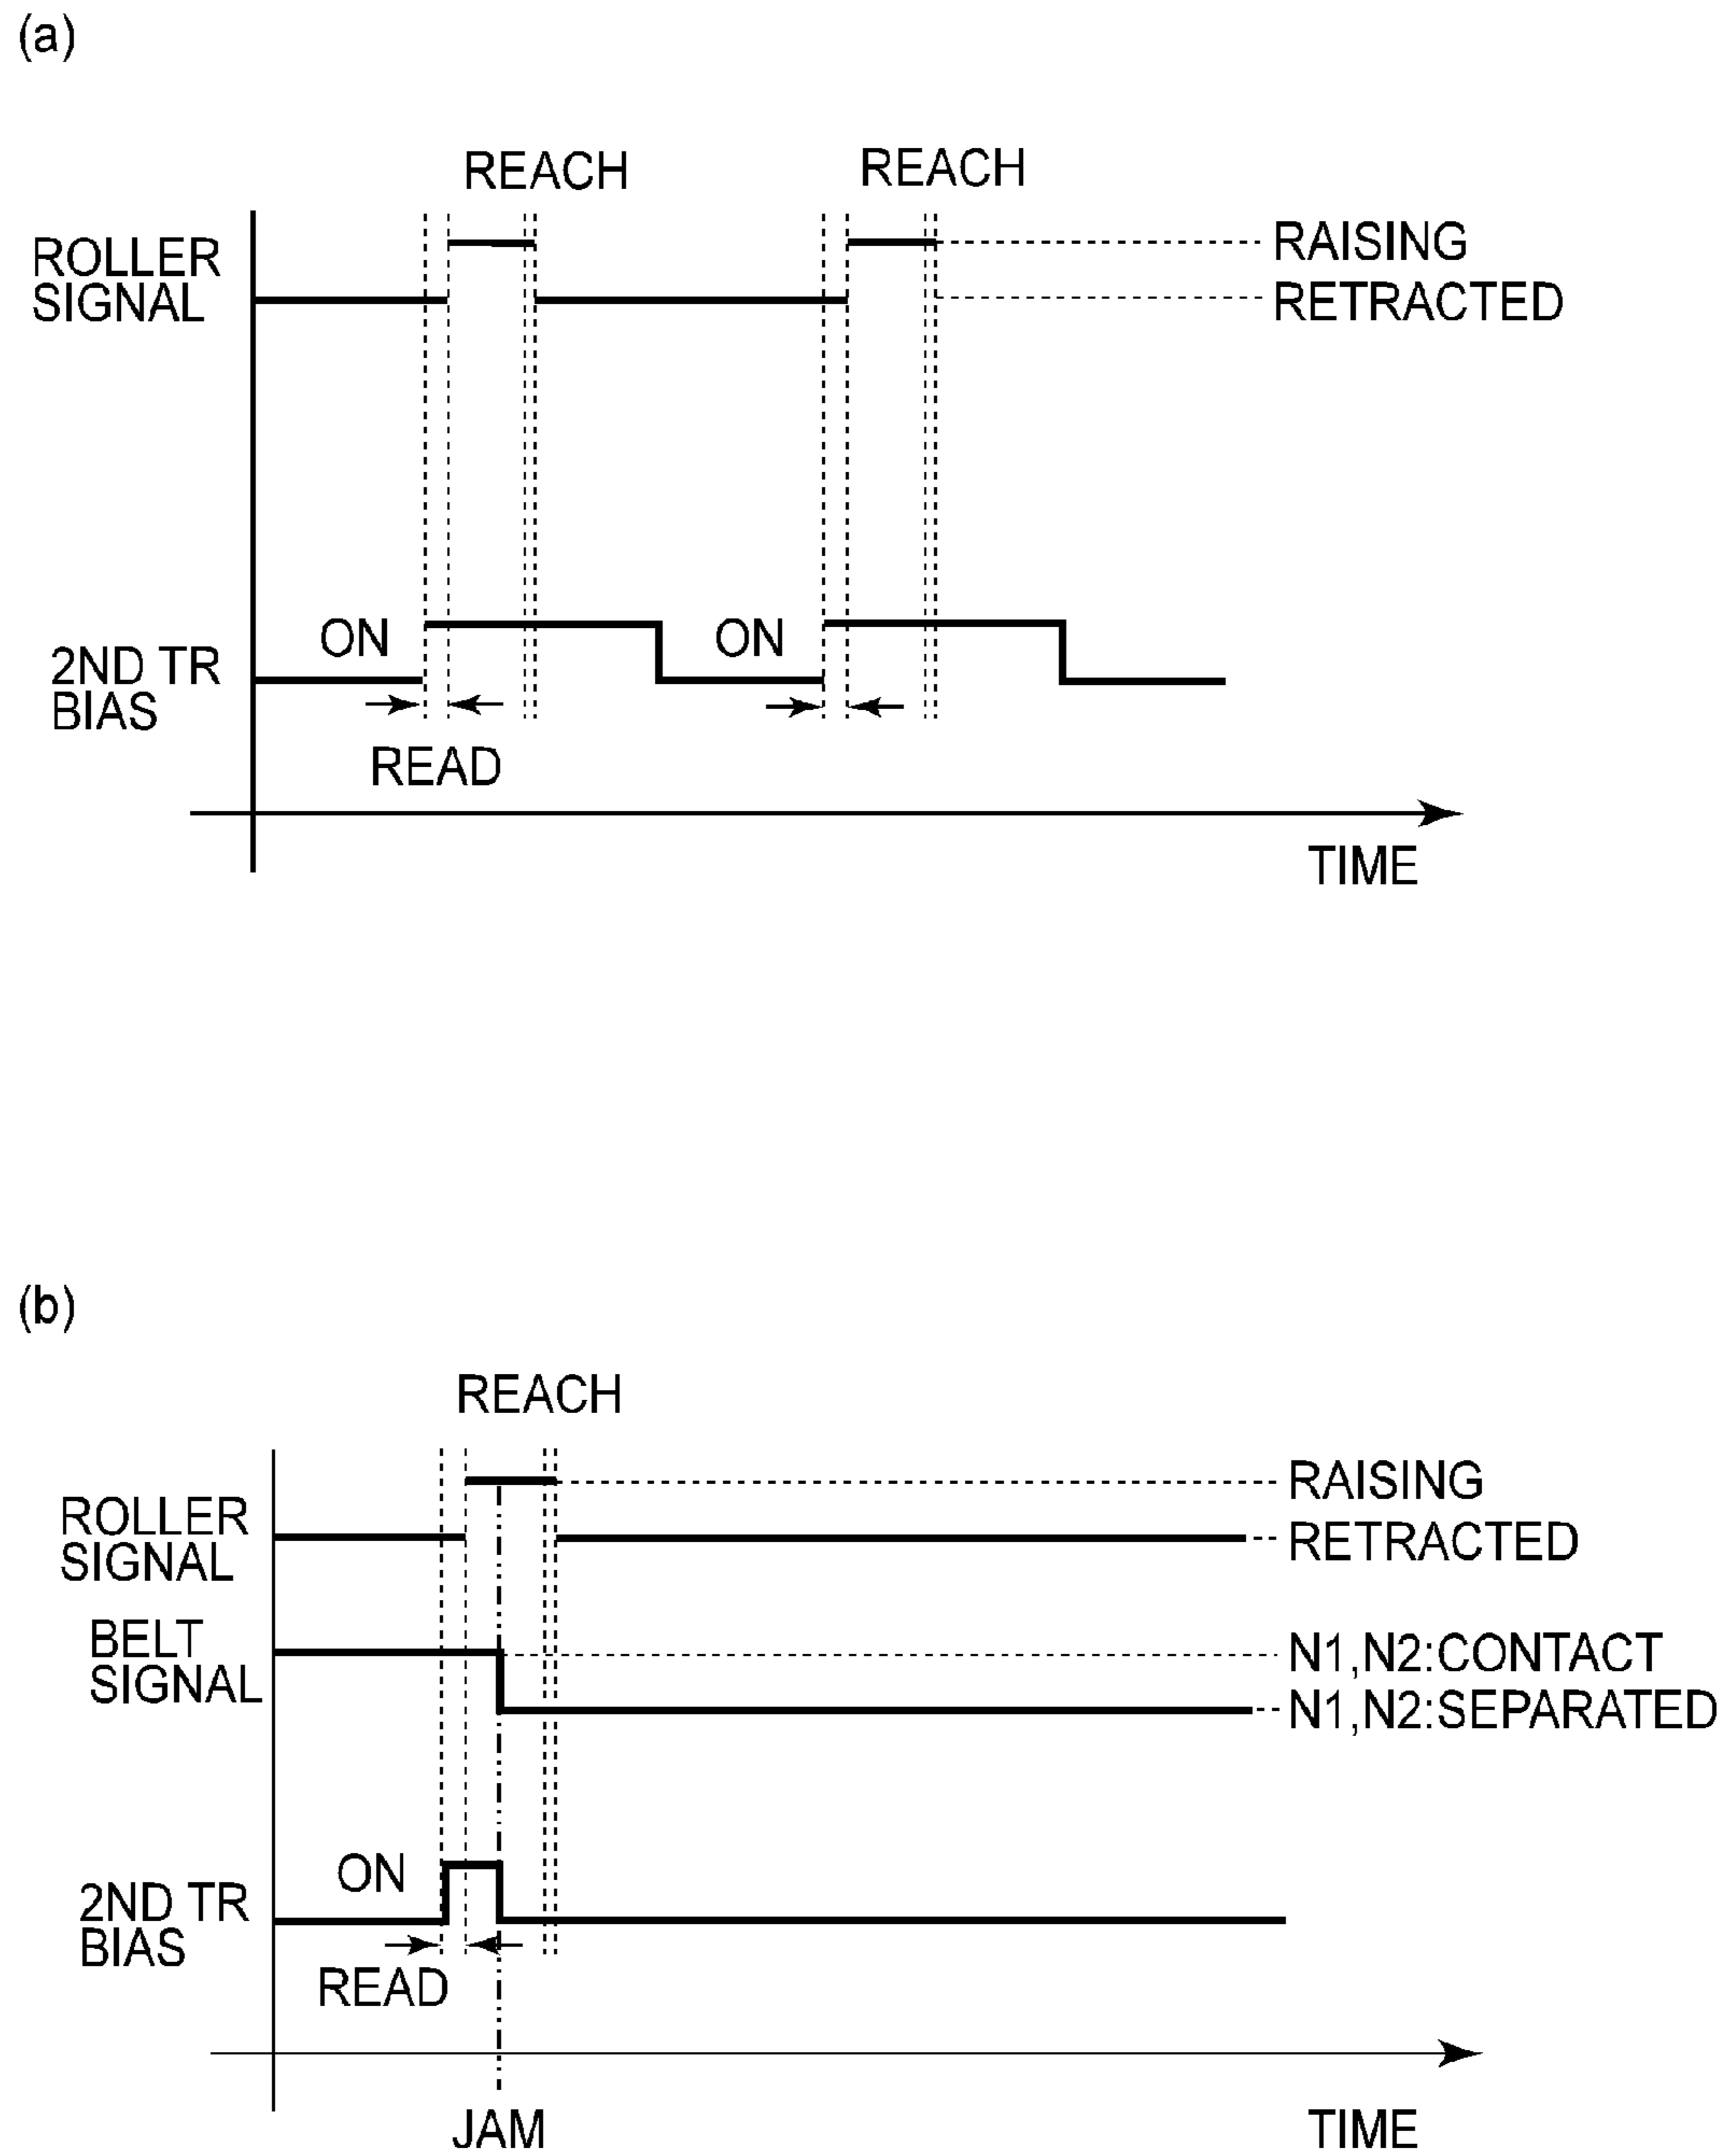 (a)
REACH
REACH
ROLLER
SIGNAL
RAISING
RETRACTED
ON
ON
2ND TR
BIAS
READ
TIME
(b)
REACH
ROLLER
SIGNAL
RAISING
RETRACTED
BELT
SIGNAL
N1,N2:CONTACT
N1,N2:SEPARATED
ON
2ND TR
BIAS
READ
JAM
TIME